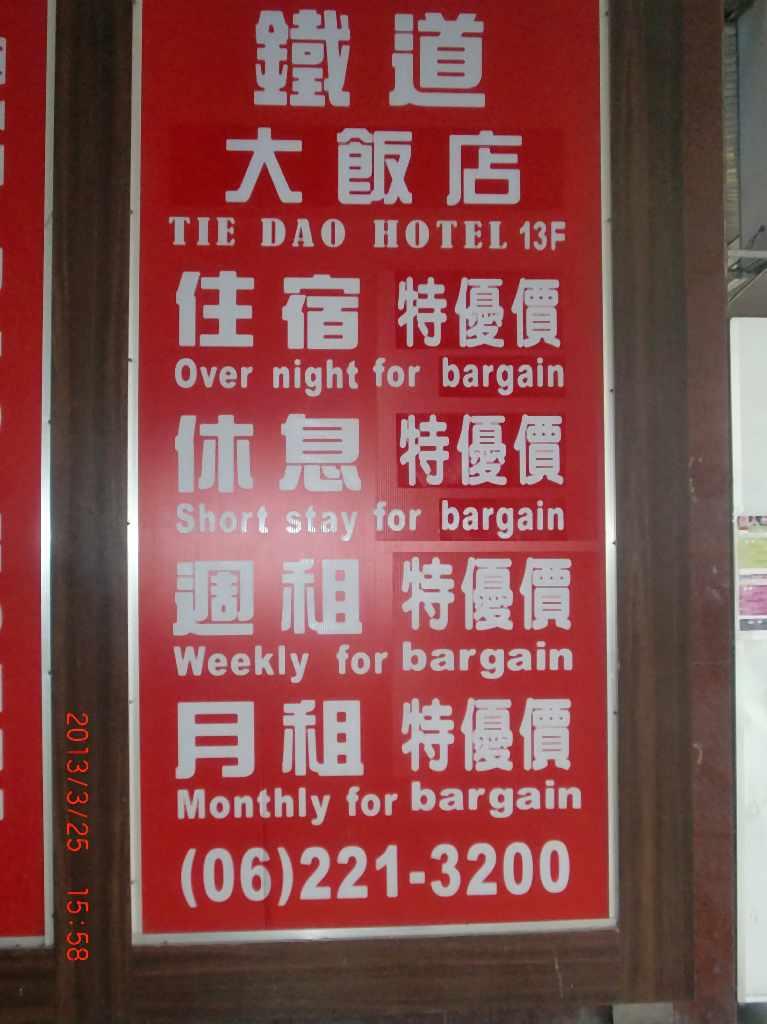 鐵道
大飯店
TIE DAO HOTEL 13F
住宿 特優價
Over night for bargain
休息 特優價
Short stay for bargain
週租 特優價
Weekly for bargain
月租 特優價
Monthly for bargain
(06)221-3200
2013/3/25 15:58